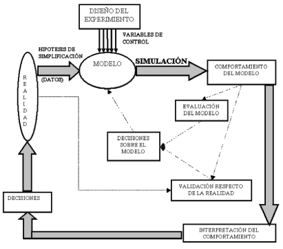 DISEÑO DEL
EXPERIMENTO
VARIABLES DE
CONTROL
HIPOTESIS DE
SIMPLIFICACIÓN
(DATOS)
MODELO
SIMULACIÓN
COMPORTAMIENTO
DEL MODELO
REALIDAD
EVALUACIÓN
DEL MODELO
DECISIONES
SOBRE EL
MODELO
VALIDACIÓN RESPECTO
DE LA REALIDAD
DECISIONES
INTERPRETACIÓN DEL
COMPORTAMIENTO